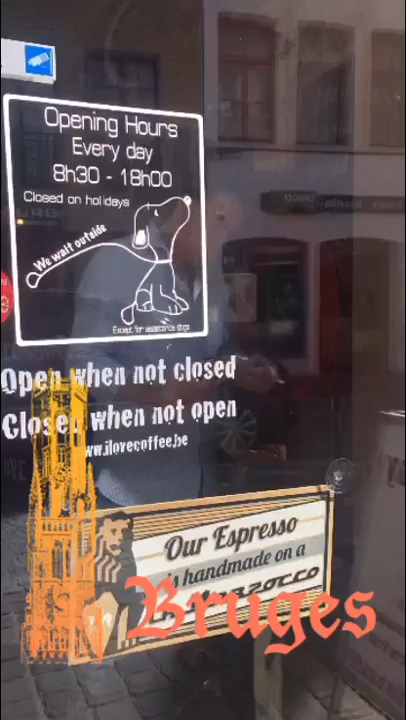 Opening Hours
Every day
8h30 - 18h00
Closed on holidays
We wait outside
Except for assistance dogs
Open when not closed
Closed when not open
www.ilovecoffee.be
Our Espresso
is handmade on a
Bruges